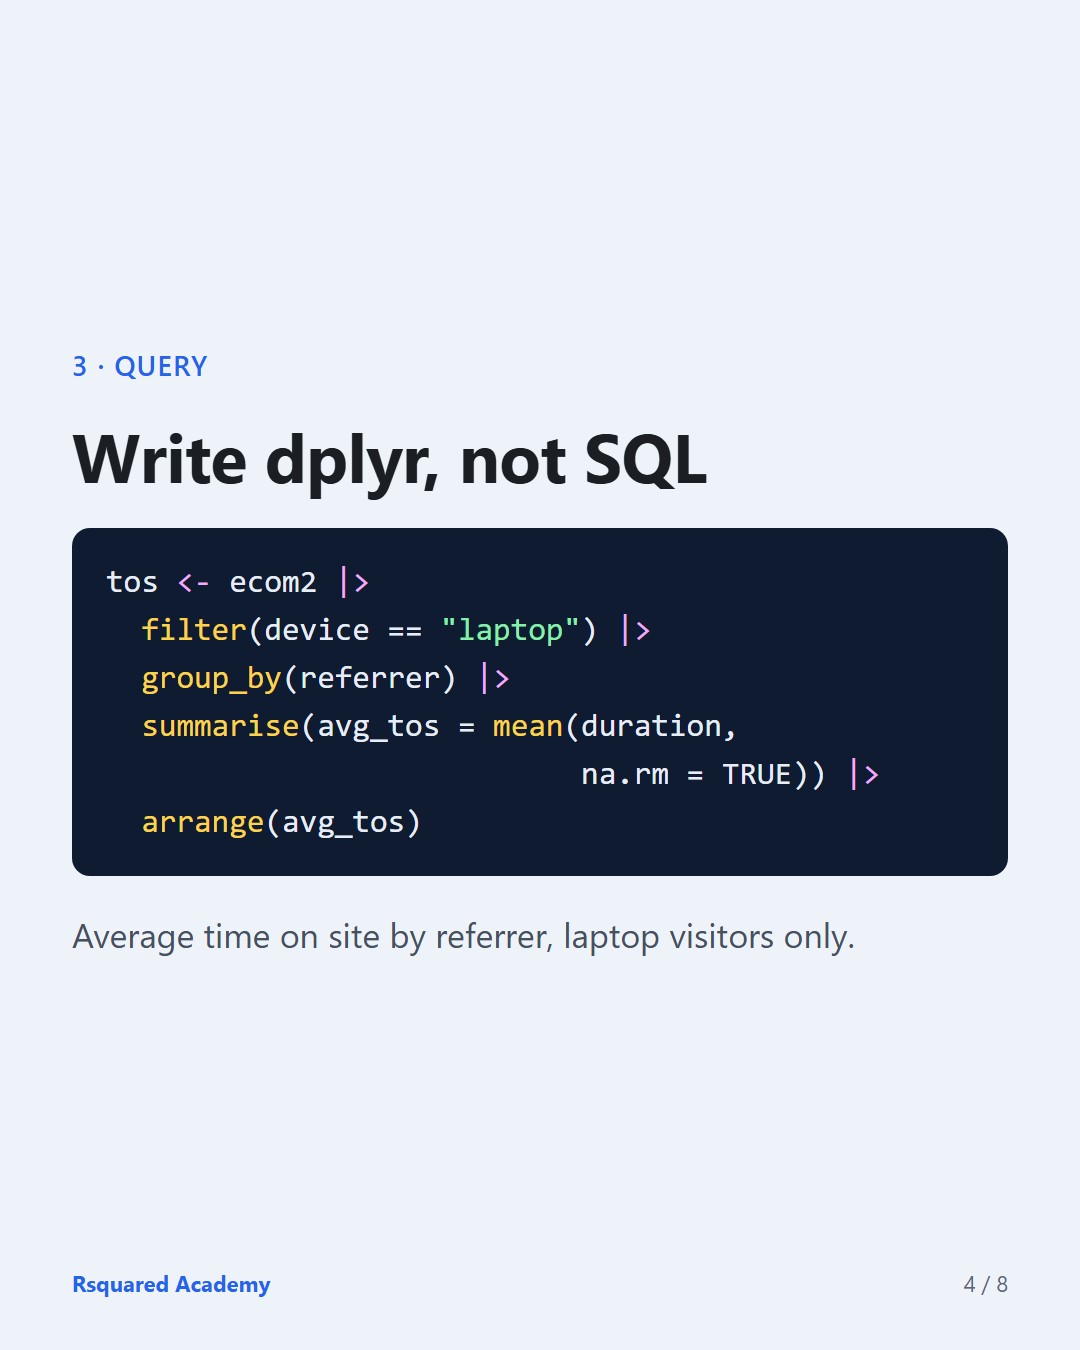 3 · QUERY
Write dplyr, not SQL
tos <- ecom2 |>
  filter(device == "laptop") |>
  group_by(referrer) |>
  summarise(avg_tos = mean(duration,
                           na.rm = TRUE)) |>
  arrange(avg_tos)
Average time on site by referrer, laptop visitors only.
Rsquared Academy
4 / 8